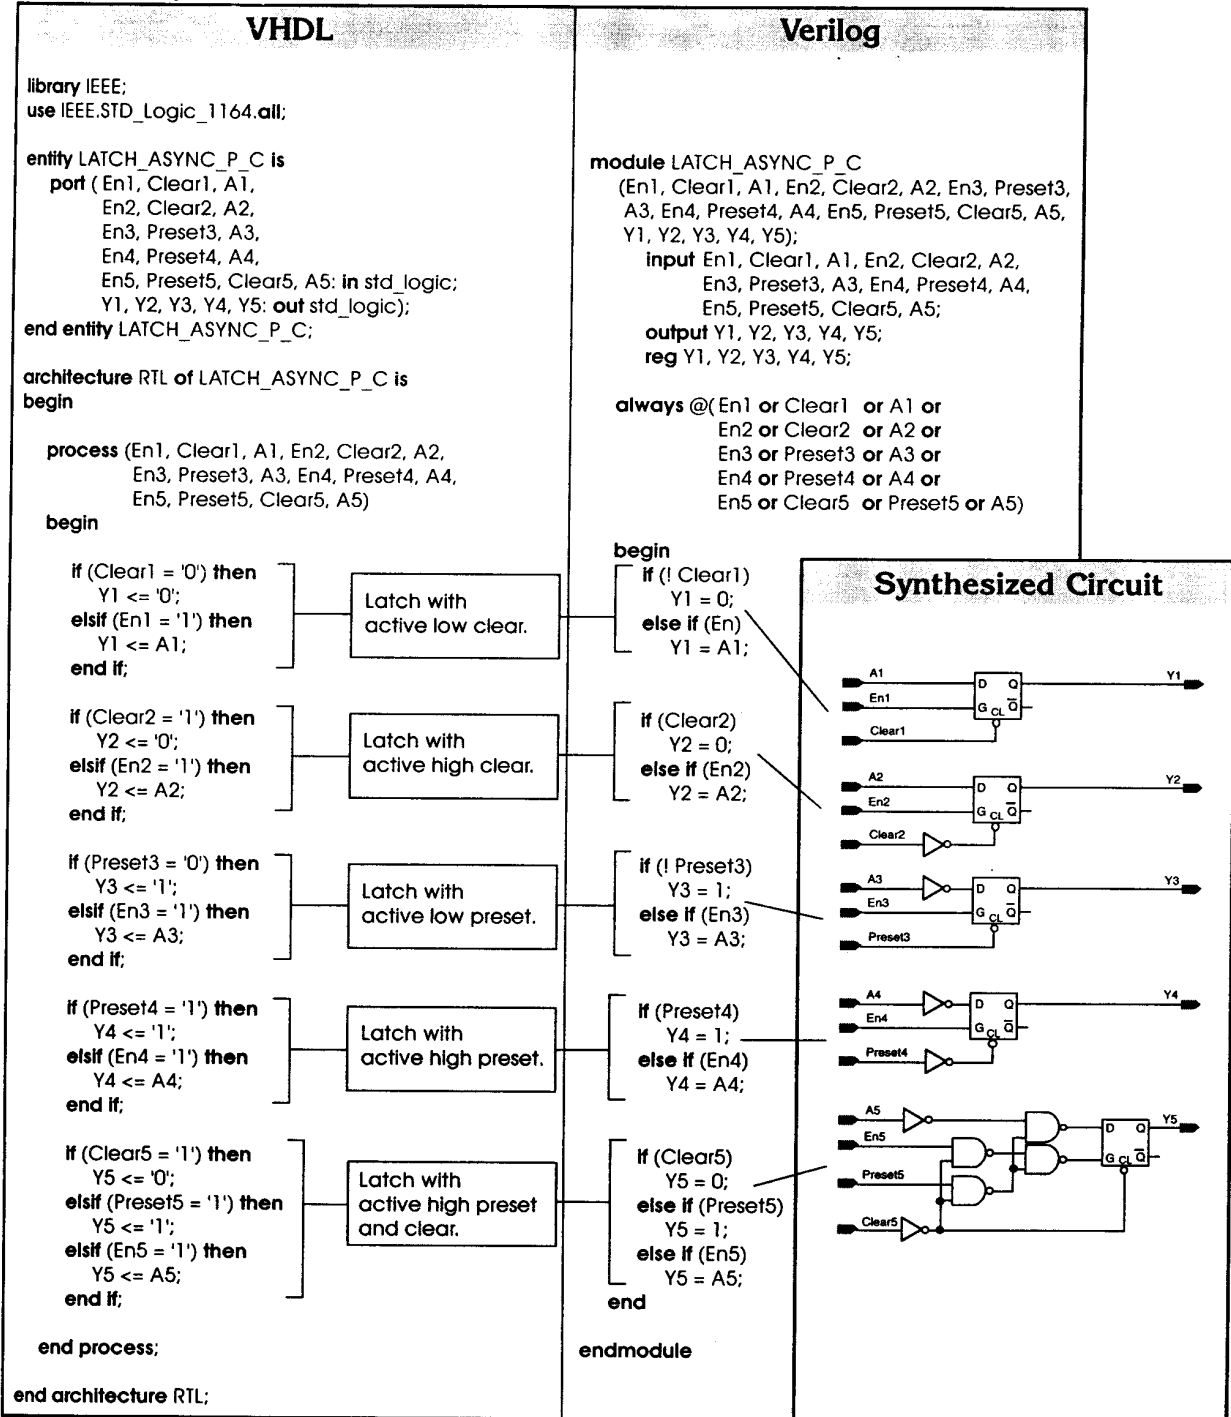 VHDL
library IEEE;
use IEEE.STD_Logic_1164.all;
entity LATCH_ASYNC_P_C is
port ( En1, Clear1, A1,
En2, Clear2, A2,
En3, Preset3, A3,
En4, Preset4, A4,
En5, Preset5, Clear5, A5: in std_logic;
Y1, Y2, Y3, Y4, Y5: out std_logic);
end entity LATCH_ASYNC_P_C;
architecture RTL of LATCH_ASYNC_P_C is
begin
process (En1, Clear1, A1, En2, Clear2, A2,
En3, Preset3, A3, En4, Preset4, A4,
En5, Preset5, Clear5, A5)
begin
if (Clear1 = '0') then
Y1 <= '0';
elsif (En1 = '1') then
Y1 <= A1;
end if;
if (Clear2 = '1') then
Y2 <= '0';
elsif (En2 = '1') then
Y2 <= A2;
end if;
if (Preset3 = '0') then
Y3 <= '1';
elsif (En3 = '1') then
Y3 <= A3;
end if;
if (Preset4 = '1') then
Y4 <= '1';
elsif (En4 = '1') then
Y4 <= A4;
end if;
if (Clear5 = '1') then
Y5 <= '0';
elsif (Preset5 = '1') then
Y5 <= '1';
elsif (En5 = '1') then
Y5 <= A5;
end if;
end process;
end architecture RTL;
Latch with
active low clear.
Latch with
active high clear.
Latch with
active low preset.
Latch with
active high preset.
Latch with
active high preset
and clear.
Verilog
module LATCH_ASYNC_P_C
(En1, Clear1, A1, En2, Clear2, A2, En3, Preset3,
A3, En4, Preset4, A4, En5, Preset5, Clear5, A5,
Y1, Y2, Y3, Y4, Y5);
input En1, Clear1, A1, En2, Clear2, A2,
En3, Preset3, A3, En4, Preset4, A4,
En5, Preset5, Clear5, A5;
output Y1, Y2, Y3, Y4, Y5;
reg Y1, Y2, Y3, Y4, Y5;
always @( En1 or Clear1 or A1 or
En2 or Clear2 or A2 or
En3 or Preset3 or A3 or
En4 or Preset4 or A4 or
En5 or Clear5 or Preset5 or A5)
begin
if (! Clear1)
Y1 = 0;
else if (En)
Y1 = A1;
if (Clear2)
Y2 = 0;
else if (En2)
Y2 = A2;
if (! Preset3)
Y3 = 1;
else if (En3)
Y3 = A3;
if (Preset4)
Y4 = 1;
else if (En4)
Y4 = A4;
if (Clear5)
Y5 = 0;
else if (Preset5)
Y5 = 1;
else if (En5)
Y5 = A5;
end
endmodule
Synthesized Circuit
A1 D Q Y1
En1 G CL Q
Clear1
A2 D Q Y2
En2 G CL Q
Clear2
A3 D Q Y3
En3 G CL Q
Preset3
A4 D Q Y4
En4 G CL Q
Preset4
A5 D Q Y5
En5 G CL Q
Preset5
Clear5